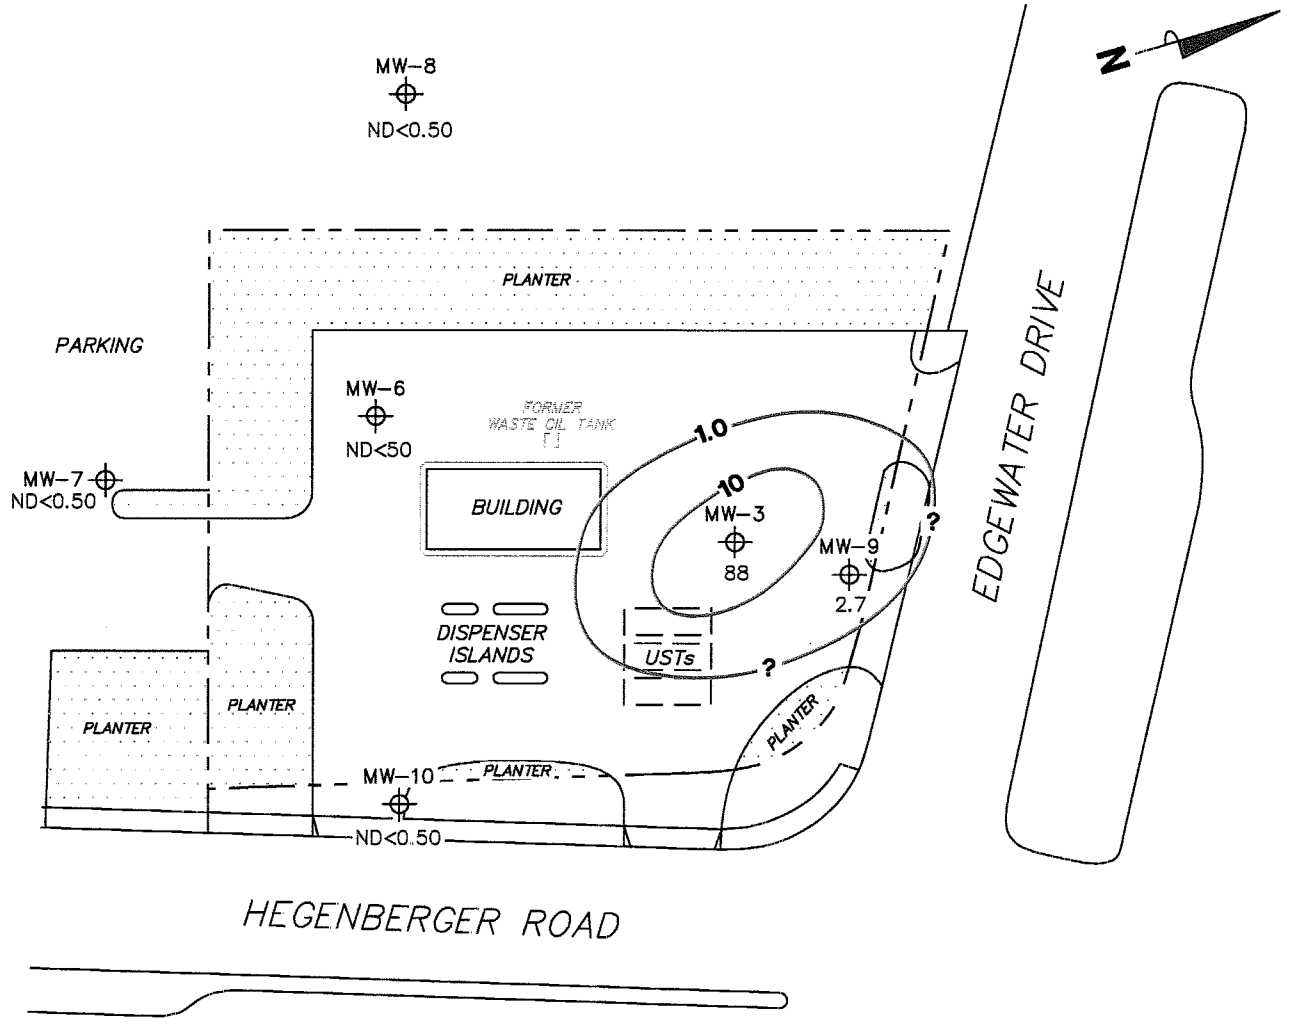 N
MW-8
ND<0.50
PLANTER
PARKING
EDGEWATER DRIVE
MW-6
ND<50
FORMER
WASTE OIL TANK
1.0
MW-7
ND<0.50
BUILDING
10
MW-3
88
?
MW-9
2.7
DISPENSER
ISLANDS
USTs
?
PLANTER
PLANTER
PLANTER
MW-10
PLANTER
ND<0.50
HEGENBERGER ROAD